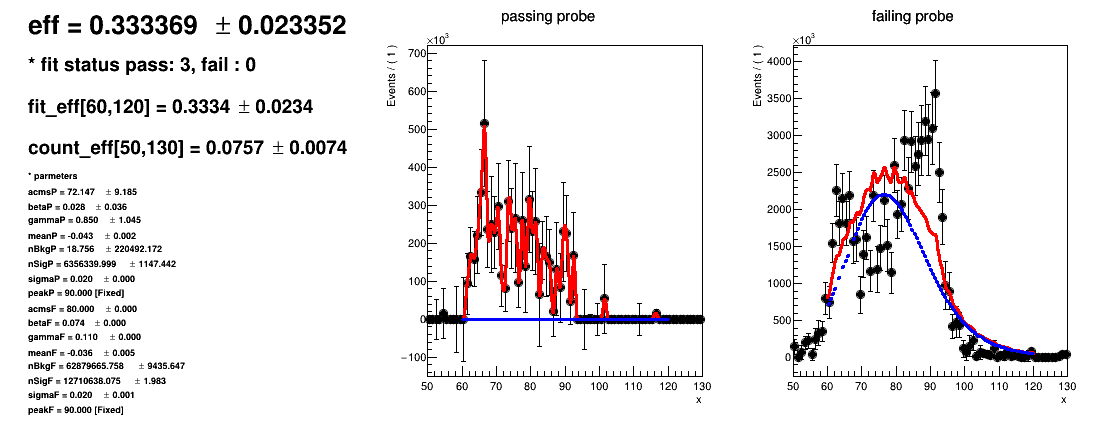 eff = 0.333369 ± 0.023352
* fit status pass: 3, fail : 0
fit_eff[60,120] = 0.3334 ± 0.0234
count_eff[50,130] = 0.0757 ± 0.0074
* parmeters
acmsP = 72.147 ± 9.185
betaP = 0.028 ± 0.036
gammaP = 0.850 ± 1.045
meanP = -0.043 ± 0.002
nBkgP = 18.756 ± 220492.172
nSigP = 6356339.999 ± 1147.442
sigmaP = 0.020 ± 0.000
peakP = 90.000 [Fixed]
acmsF = 80.000 ± 0.000
betaF = 0.074 ± 0.000
gammaF = 0.110 ± 0.000
meanF = -0.036 ± 0.005
nBkgF = 62879665.758 ± 9435.647
nSigF = 12710638.075 ± 1.983
sigmaF = 0.020 ± 0.001
peakF = 90.000 [Fixed]
passing probe
×10³
Events / ( 1 )
700
600
500
400
300
200
100
0
−100
50 60 70 80 90 100 110 120 130
x
failing probe
×10³
Events / ( 1 )
4000
3500
3000
2500
2000
1500
1000
500
0
50 60 70 80 90 100 110 120 130
x